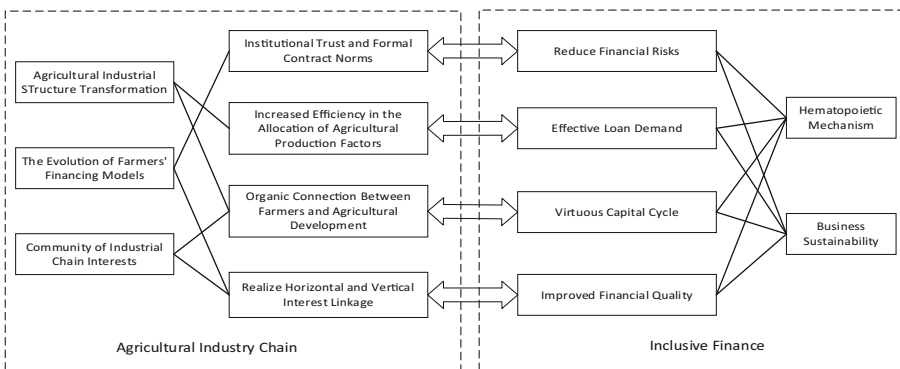 Agricultural Industrial
STructure Transformation
The Evolution of Farmers'
Financing Models
Community of Industrial
Chain Interests
Institutional Trust and Formal
Contract Norms
Increased Efficiency in the
Allocation of Agricultural
Production Factors
Organic Connection Between
Farmers and Agricultural
Development
Realize Horizontal and Vertical
Interest Linkage
Agricultural Industry Chain
Reduce Financial Risks
Effective Loan Demand
Virtuous Capital Cycle
Improved Financial Quality
Hematopoietic
Mechanism
Business
Sustainability
Inclusive Finance